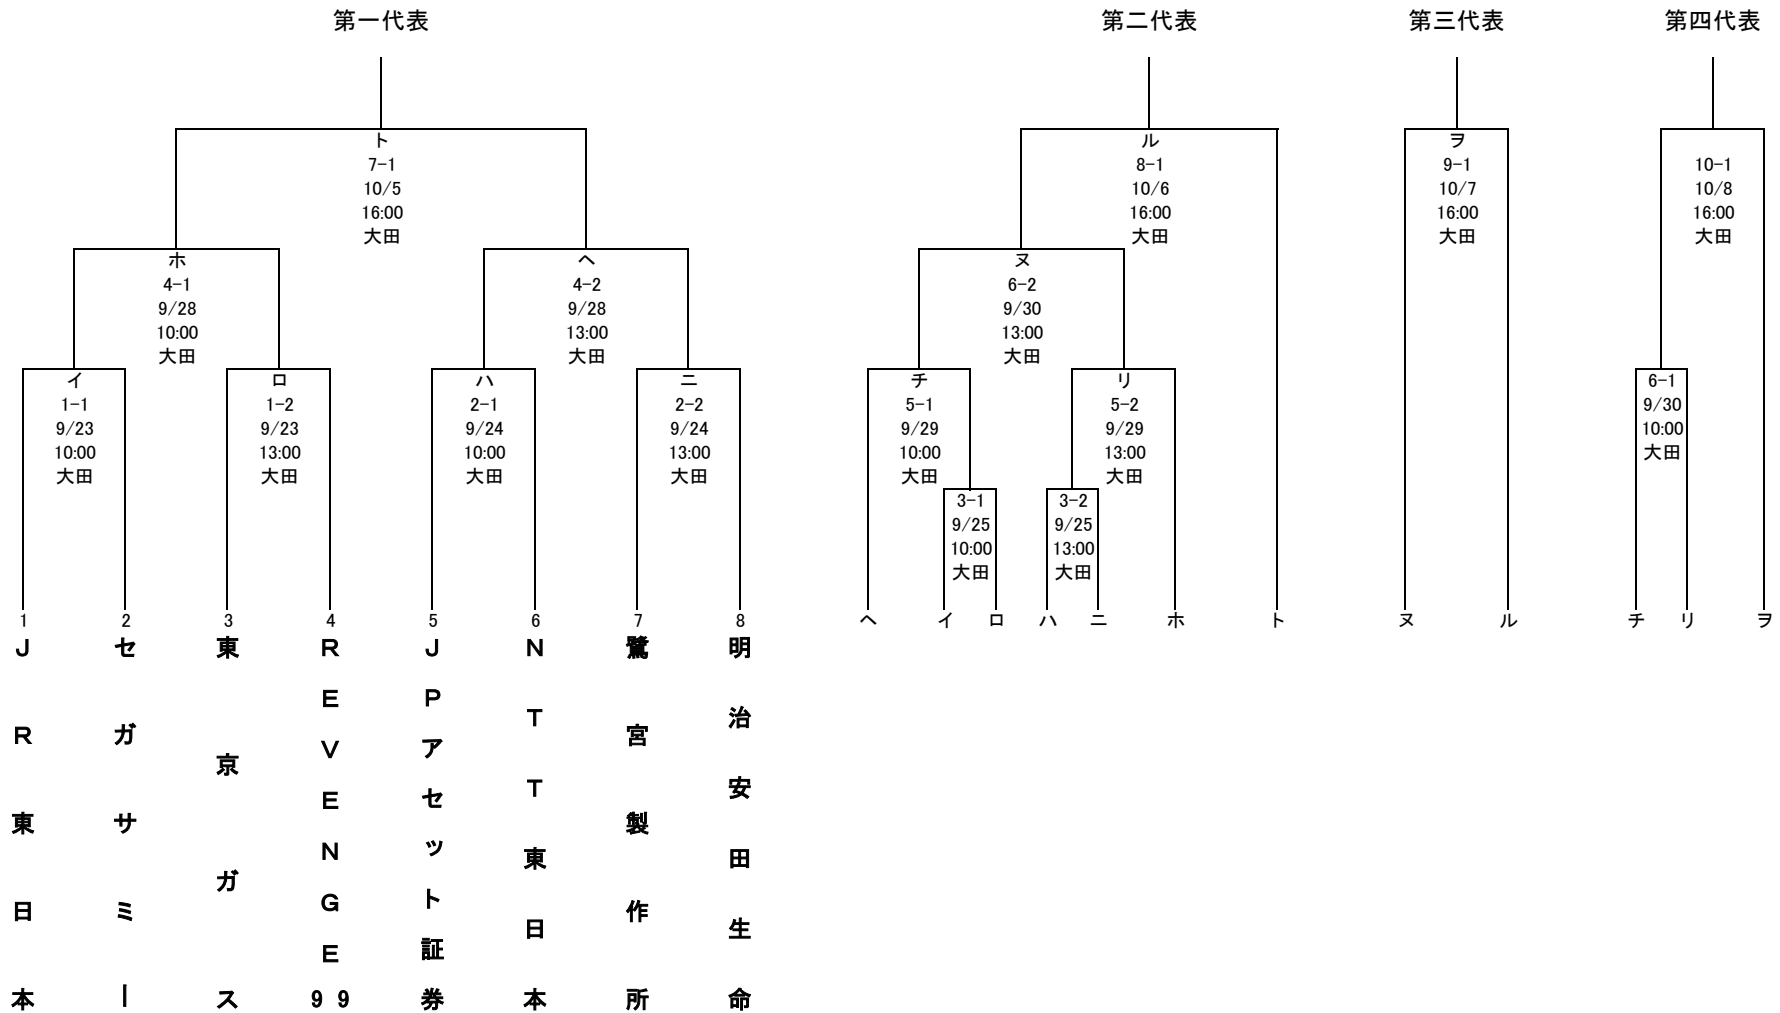 第一代表 第二代表 第三代表 第四代表
ト ル ヲ
7-1 8-1 9-1 10-1
10/5 10/6 10/7 10/8
16:00 16:00 16:00 16:00
大田 大田 大田 大田
ホ ヘ ヌ
4-1 4-2 6-2
9/28 9/28 9/30
10:00 13:00 13:00
大田 大田 大田
イ ロ ハ ニ チ リ 6-1
1-1 1-2 2-1 2-2 5-1 5-2 9/30
9/23 9/23 9/24 9/24 9/29 9/29 10:00
10:00 13:00 10:00 13:00 10:00 13:00 大田
大田 大田 大田 大田 大田 大田
3-1 3-2
9/25 9/25
10:00 13:00
大田 大田
1 2 3 4 5 6 7 8 ヘ イ ロ ハ ニ ホ ト ヌ ル チ リ ヲ
JR東日本
セガサミー
東京ガス
REVENGE99
JPアセット証券
NTT東日本
鷺宮製作所
明治安田生命